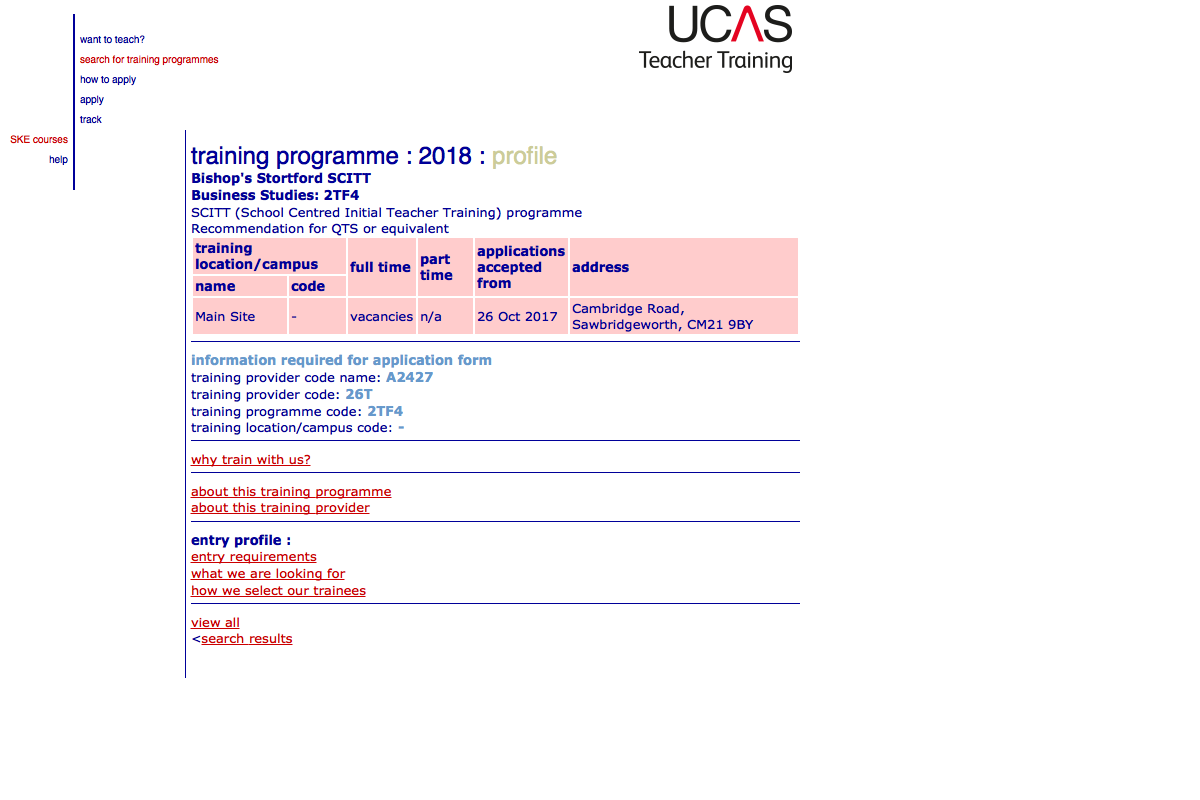 UCAS
Teacher Training
want to teach?
search for training programmes
how to apply
apply
track
SKE courses
help
training programme : 2018 : profile
Bishop's Stortford SCITT
Business Studies: 2TF4
SCITT (School Centred Initial Teacher Training) programme
Recommendation for QTS or equivalent
training
location/campus
full time
part
time
applications
accepted
from
address
name
code
Main Site
-
vacancies
n/a
26 Oct 2017
Cambridge Road,
Sawbridgeworth, CM21 9BY
information required for application form
training provider code name: A2427
training provider code: 26T
training programme code: 2TF4
training location/campus code: -
why train with us?
about this training programme
about this training provider
entry profile :
entry requirements
what we are looking for
how we select our trainees
view all
<search results